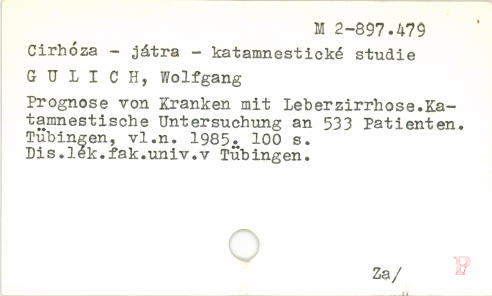 M 2-897.479
Cirhóza - játra - katamnestické studie
G U L I C H, Wolfgang
Prognose von Kranken mit Leberzirrhose.Ka-
tamnestische Untersuchung an 533 Patienten.
Tübingen, vl.n. 1985. 100 s.
Dis.lék.fak.univ.v Tübingen.
Za/ P